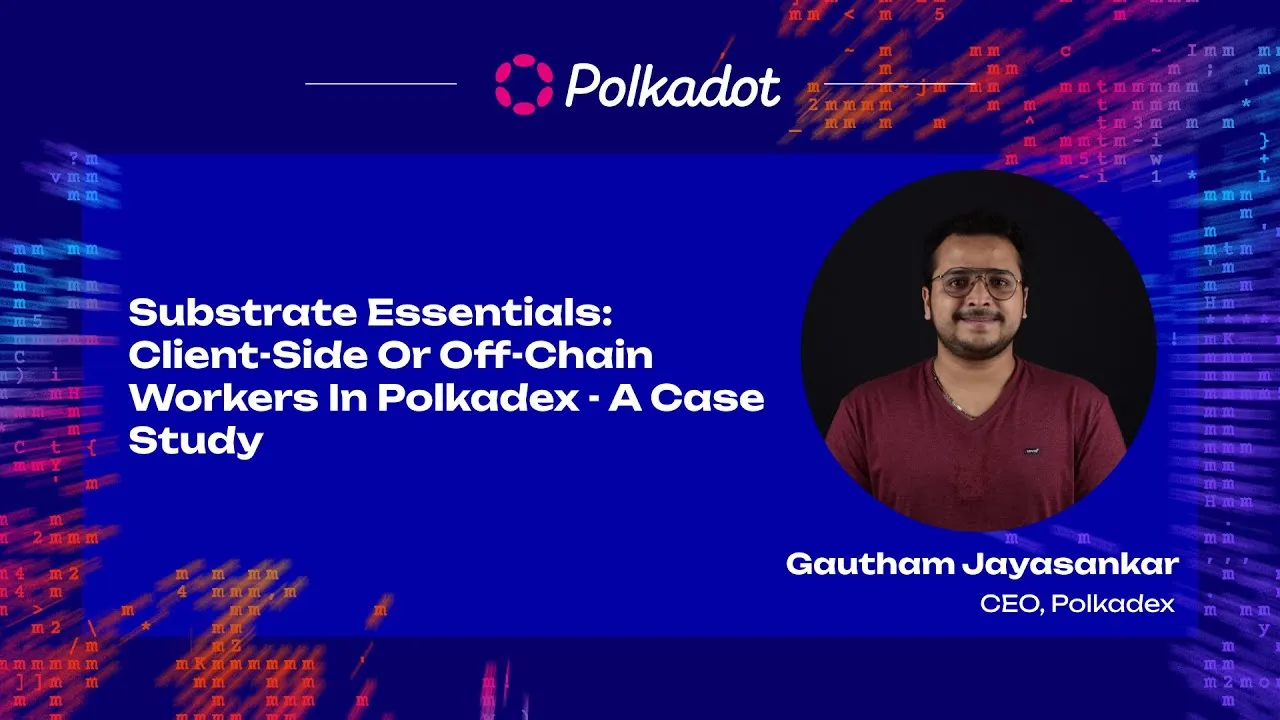 Polkadot
Substrate Essentials:
Client-Side Or Off-Chain
Workers In Polkadex - A Case
Study
Gautham Jayasankar
CEO, Polkadex